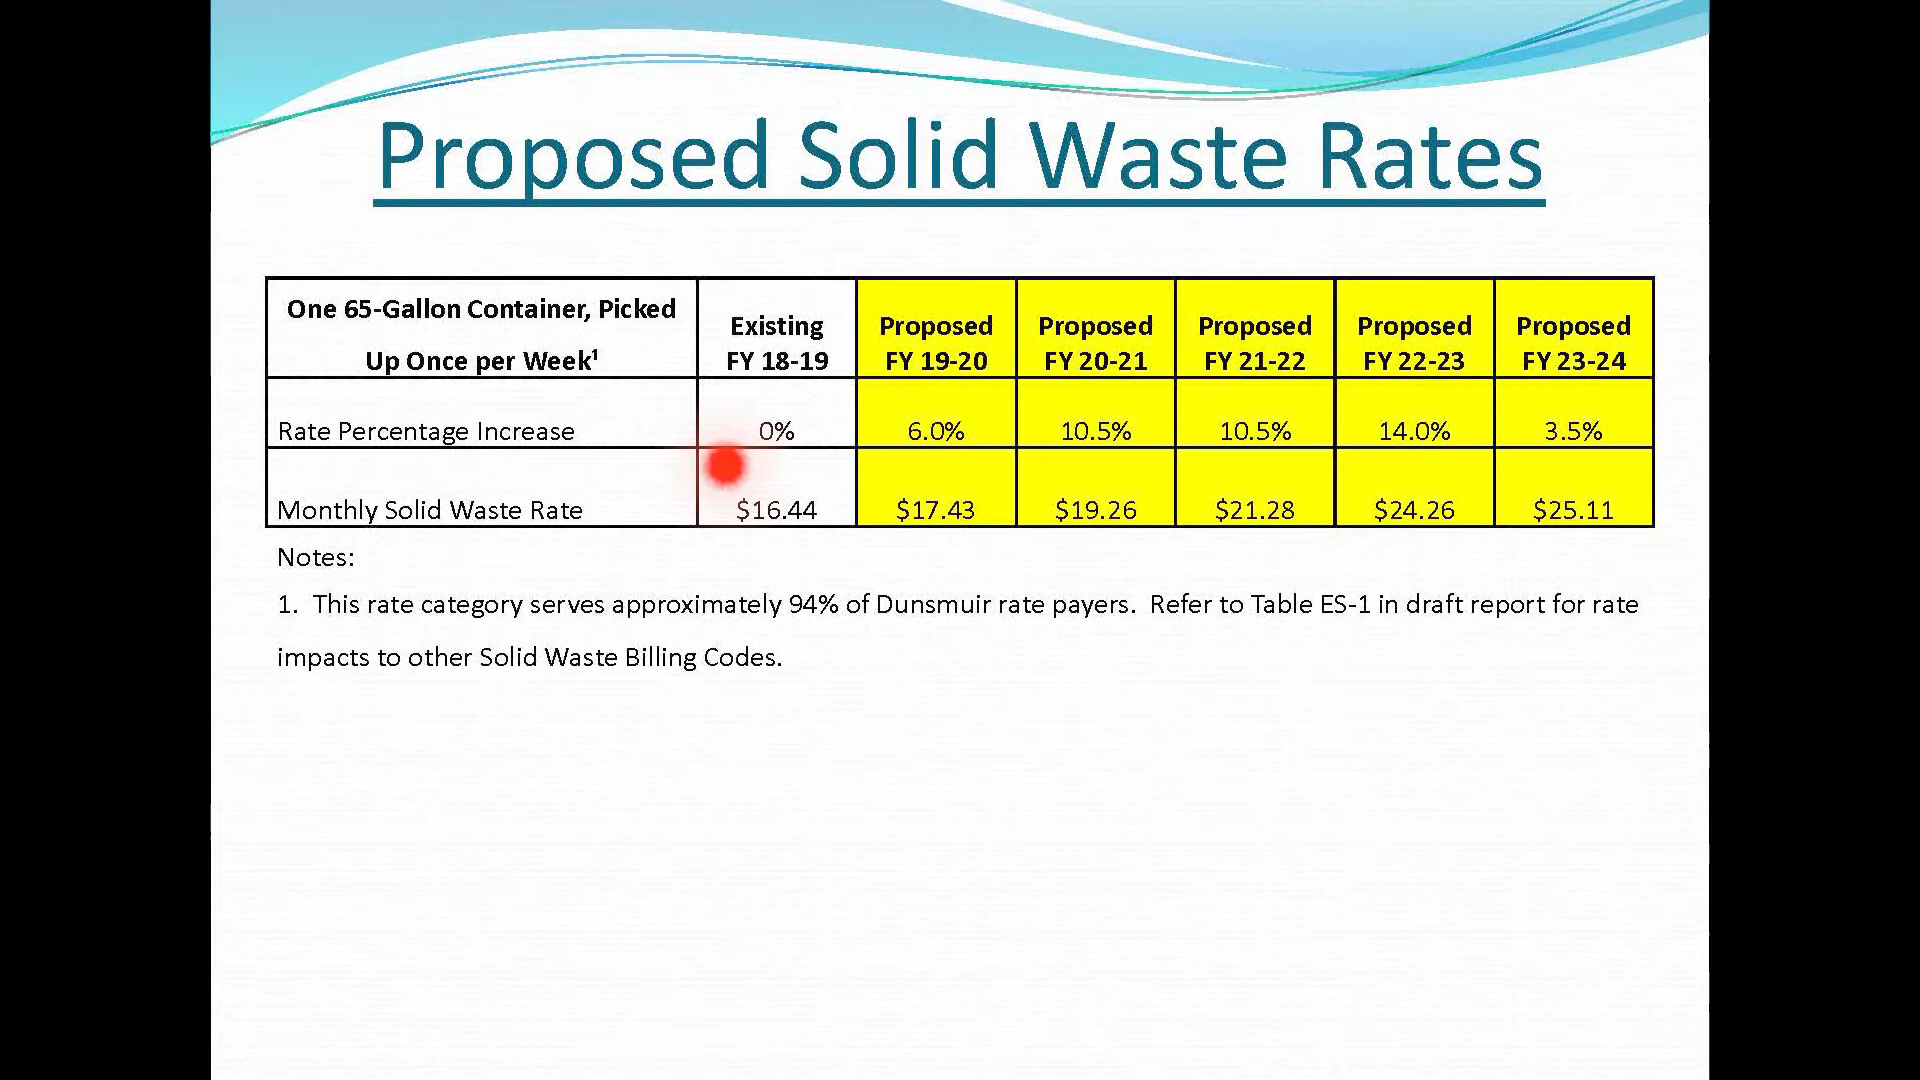 Proposed Solid Waste Rates
One 65-Gallon Container, Picked Up Once per Week¹ | Existing FY 18-19 | Proposed FY 19-20 | Proposed FY 20-21 | Proposed FY 21-22 | Proposed FY 22-23 | Proposed FY 23-24
Rate Percentage Increase | 0% | 6.0% | 10.5% | 10.5% | 14.0% | 3.5%
Monthly Solid Waste Rate | $16.44 | $17.43 | $19.26 | $21.28 | $24.26 | $25.11
Notes:
1. This rate category serves approximately 94% of Dunsmuir rate payers. Refer to Table ES-1 in draft report for rate
impacts to other Solid Waste Billing Codes.